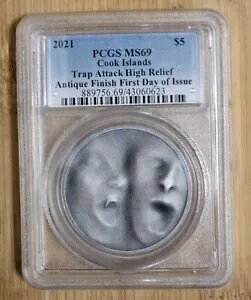 2021 $5
PCGS MS69
Cook Islands
Trap Attack High Relief
Antique Finish First Day of Issue
889756.69/43060623